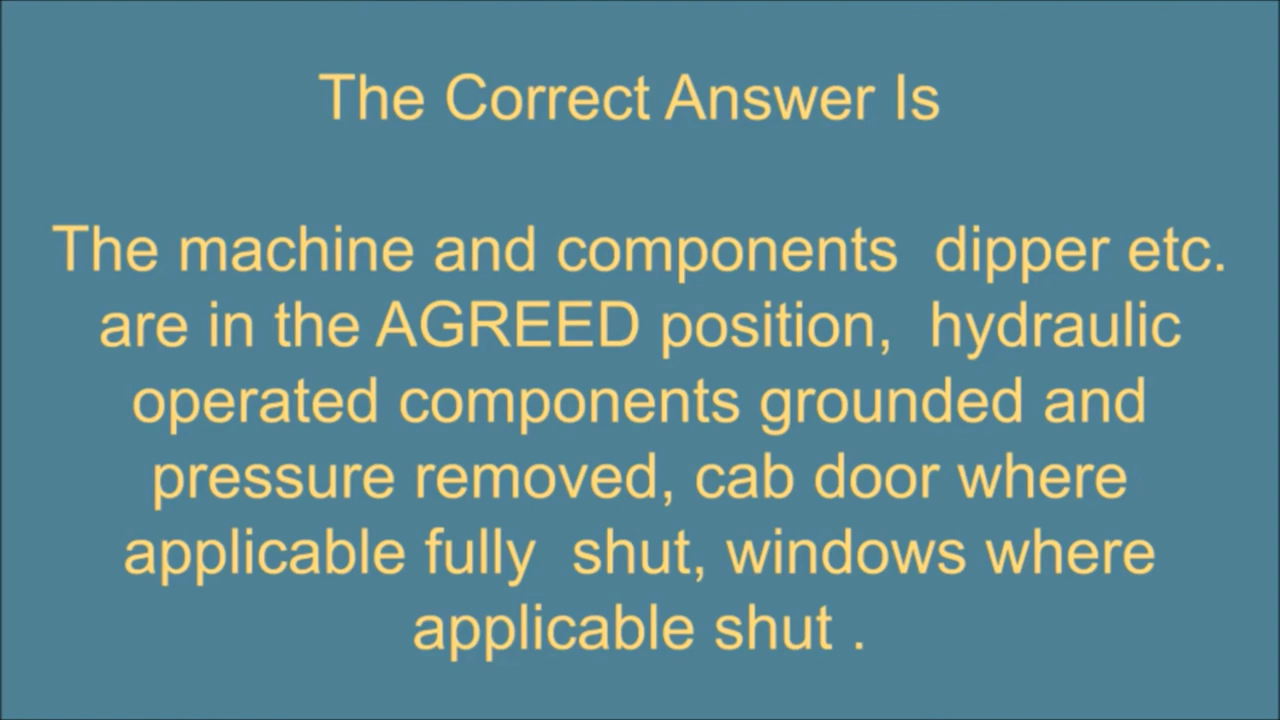 The Correct Answer Is
The machine and components dipper etc.
are in the AGREED position, hydraulic
operated components grounded and
pressure removed, cab door where
applicable fully shut, windows where
applicable shut .